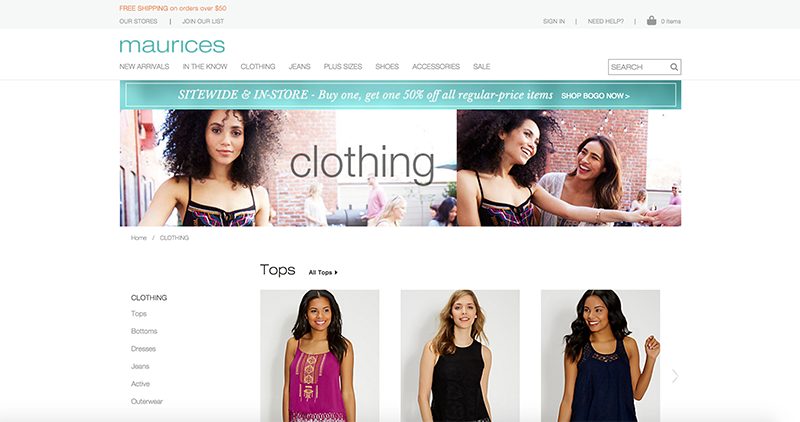 FREE SHIPPING on orders over $50
OUR STORES | JOIN OUR LIST
SIGN IN | NEED HELP? | 0 Items
maurices
NEW ARRIVALS IN THE KNOW CLOTHING JEANS PLUS SIZES SHOES ACCESSORIES SALE
SEARCH
SITEWIDE & IN-STORE - Buy one, get one 50% off all regular-price items SHOP BOGO NOW >
clothing
Home / CLOTHING
Tops All Tops
CLOTHING
Tops
Bottoms
Dresses
Jeans
Active
Outerwear